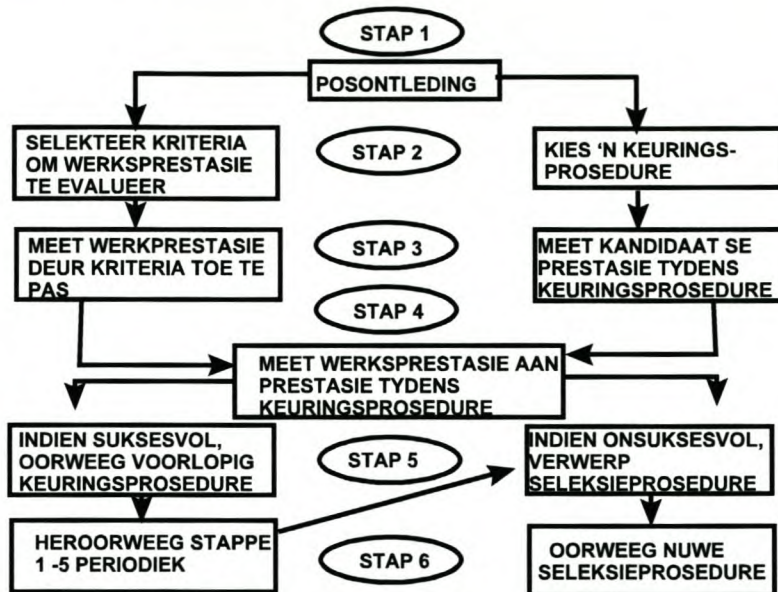 STAP 1
POSONTLEDING
SELEKTEER KRITERIA
OM WERKSPRESTASIE
TE EVALUEER
STAP 2
KIES 'N KEURINGS-
PROSEDURE
MEET WERKPRESTASIE
DEUR KRITERIA TOE TE
PAS
STAP 3
MEET KANDIDAAT SE
PRESTASIE TYDENS
KEURINGSPROSEDURE
STAP 4
MEET WERKSPRESTASIE AAN
PRESTASIE TYDENS
KEURINGSPROSEDURE
INDIEN SUKSESVOL,
OORWEEG VOORLOPIG
KEURINGSPROSEDURE
STAP 5
INDIEN ONSUKSESVOL,
VERWERP
SELEKSIEPROSEDURE
HEROORWEEG STAPPE
1 -5 PERIODIEK
STAP 6
OORWEEG NUWE
SELEKSIEPROSEDURE